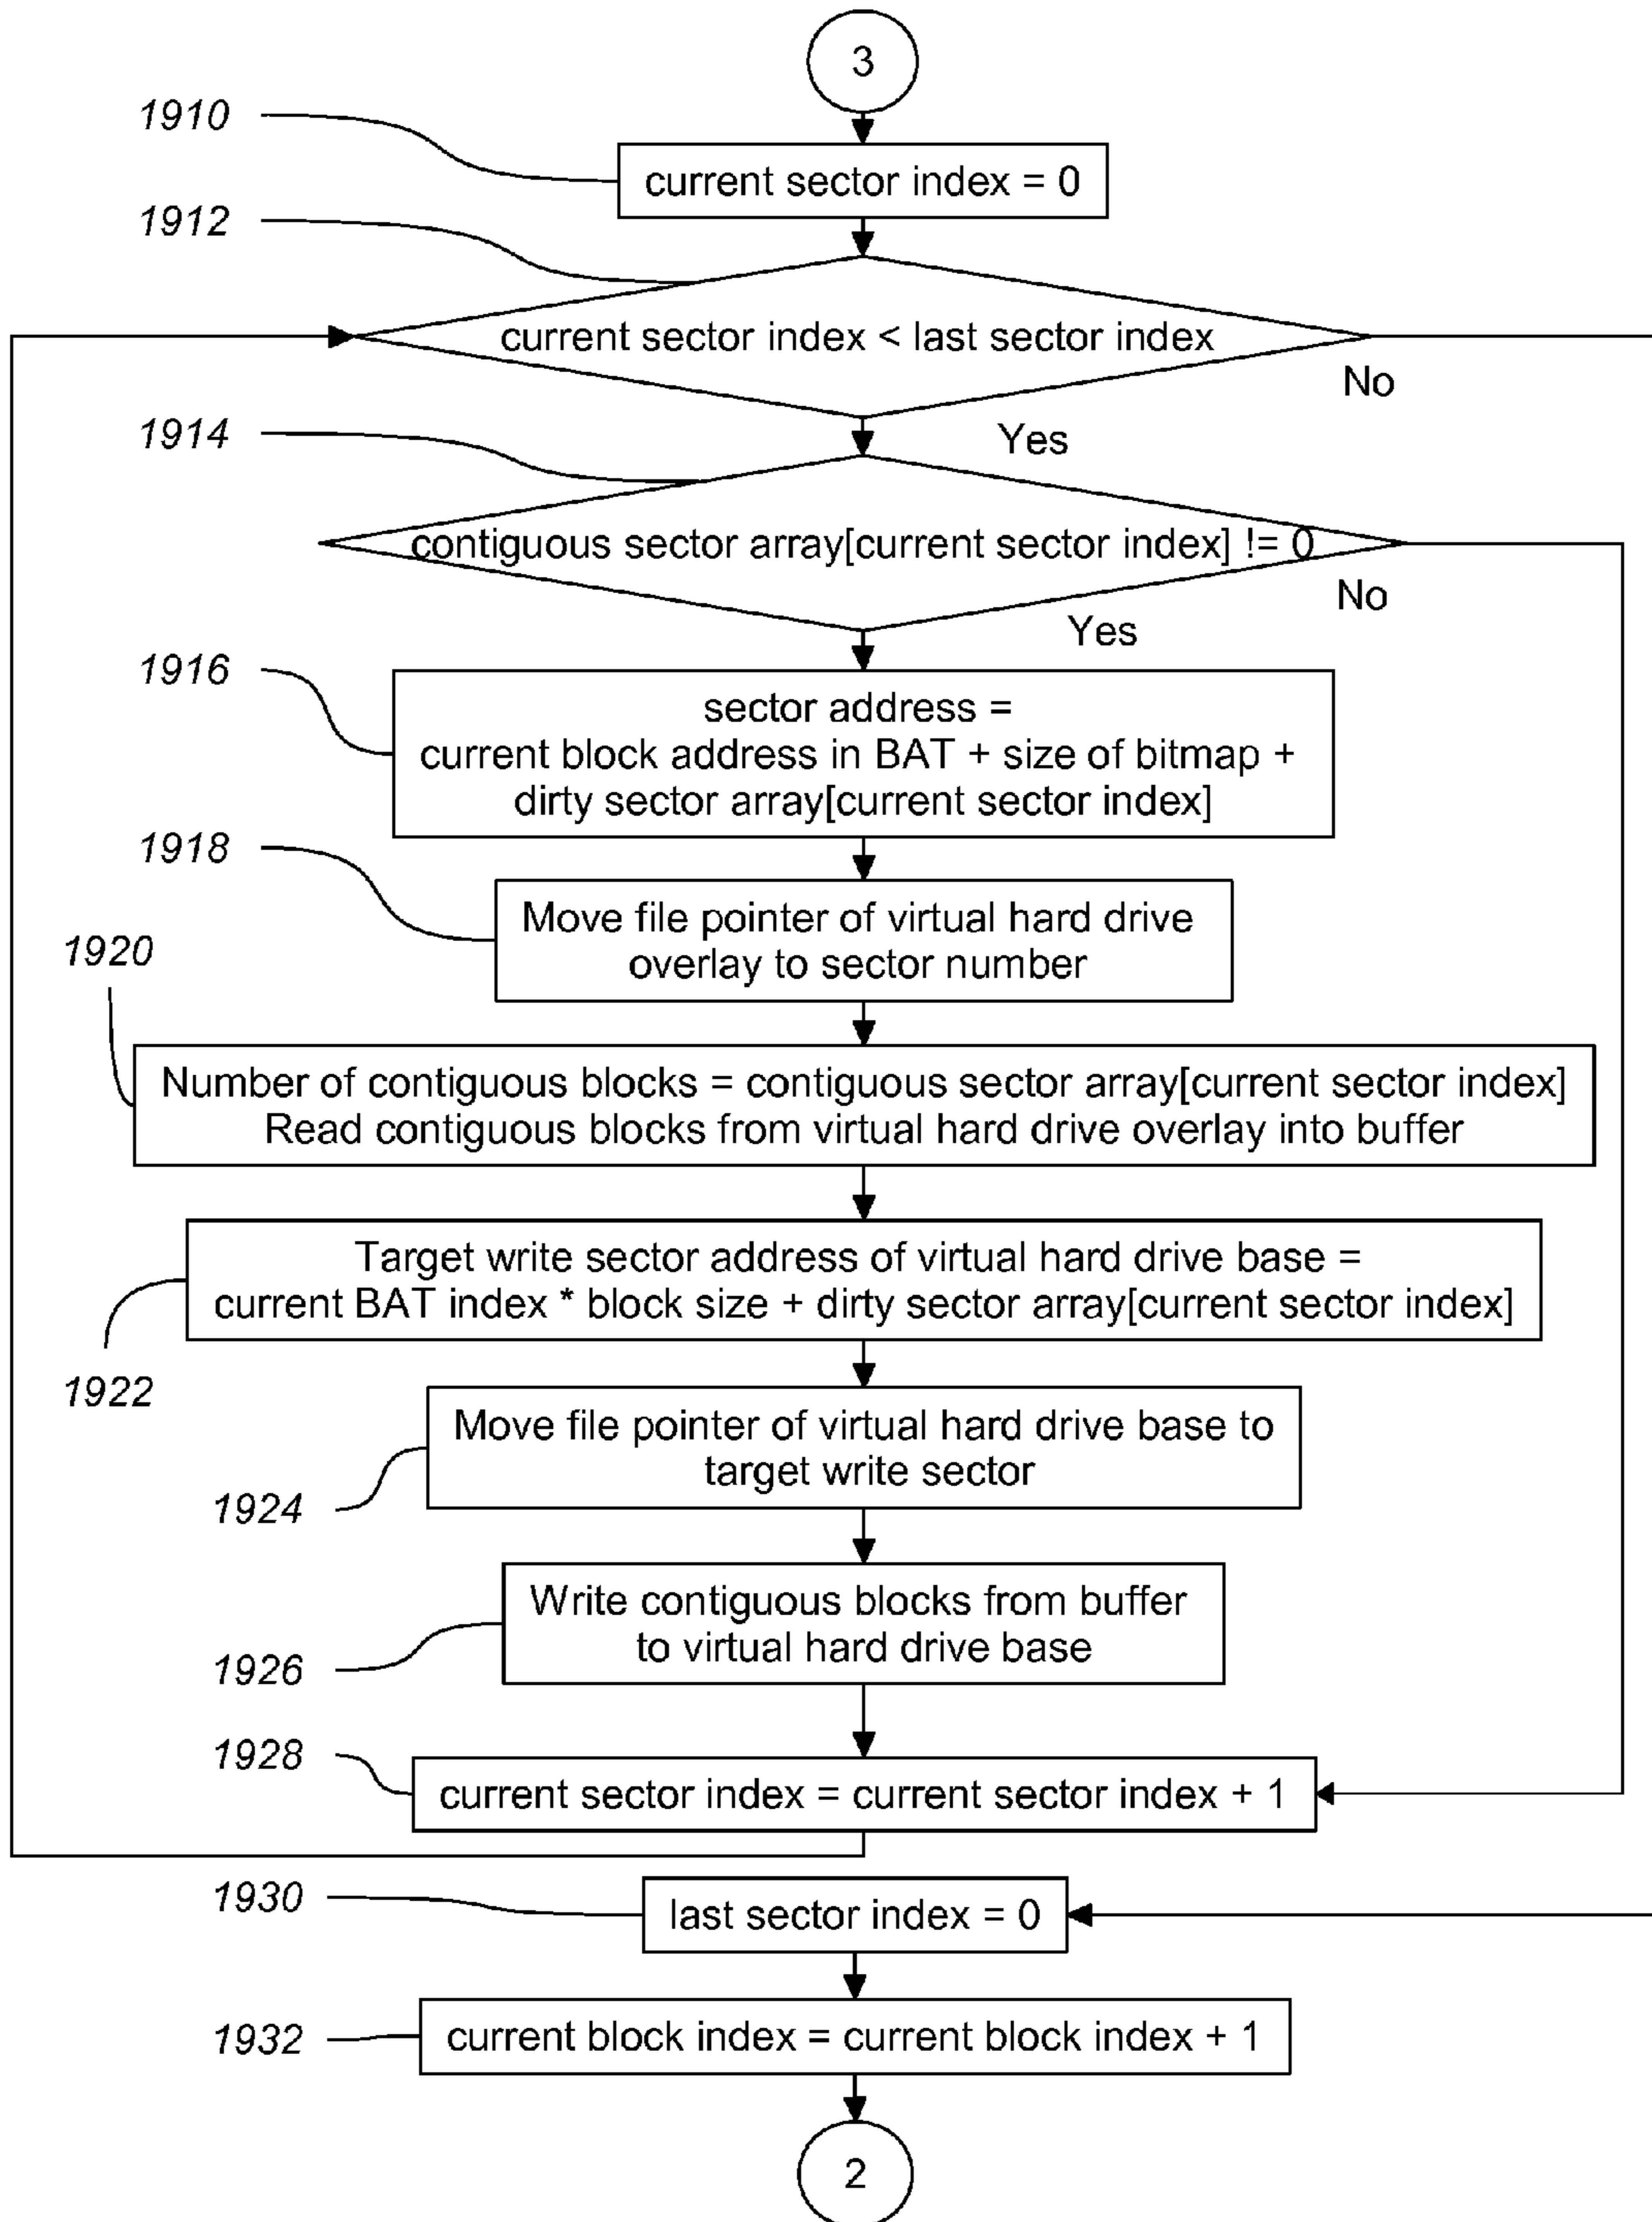 3
1910
current sector index = 0
1912
current sector index < last sector index
No
1914
Yes
contiguous sector array[current sector index] != 0
No
Yes
1916
sector address =
current block address in BAT + size of bitmap +
dirty sector array[current sector index]
1918
Move file pointer of virtual hard drive
overlay to sector number
1920
Number of contiguous blocks = contiguous sector array[current sector index]
Read contiguous blocks from virtual hard drive overlay into buffer
Target write sector address of virtual hard drive base =
current BAT index * block size + dirty sector array[current sector index]
1922
Move file pointer of virtual hard drive base to
target write sector
1924
Write contiguous blocks from buffer
to virtual hard drive base
1926
1928
current sector index = current sector index + 1
1930
last sector index = 0
1932
current block index = current block index + 1
2